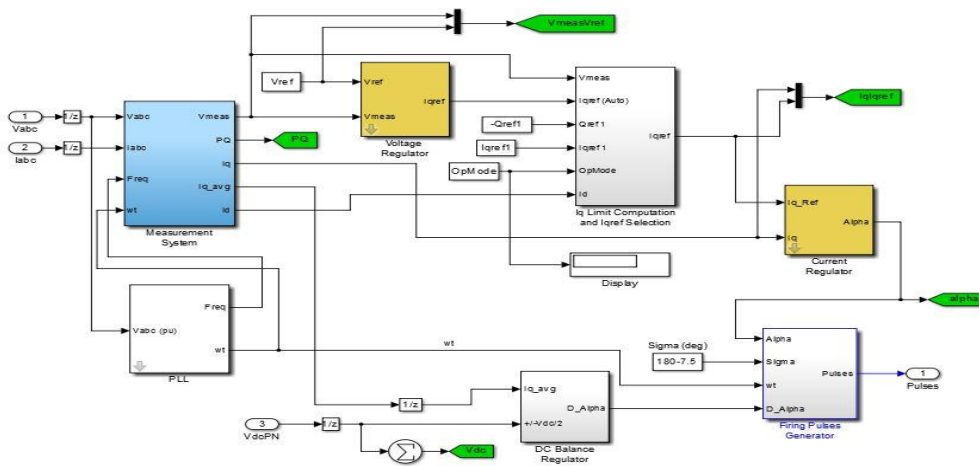 VmeasVref
Vref
Vref
Iqref
Vmeas
Voltage
Regulator
1
Vabc
1/z
2
Iabc
1/z
Vabc
Vmeas
Iabc
PQ
Iq
Freq
Iq_avg
wt
Id
Measurement
System
PQ
Vmeas
Iqref (Auto)
-Qref1
Qref1
Iqref
Iqref1
Iqref1
OpMode
OpMode
Id
Iq Limit Computation
and Iqref Selection
IqIqref
Iq_Ref
Alpha
Iq
Current
Regulator
Display
alpha
Freq
Vabc (pu)
wt
PLL
wt
Sigma (deg)
180-7.5
Alpha
Sigma
Pulses
wt
D_Alpha
Firing Pulses
Generator
1
Pulses
1/z
Iq_avg
D_Alpha
+/-Vdc/2
DC Balance
Regulator
3
VdcPN
1/z
Σ
Vdc